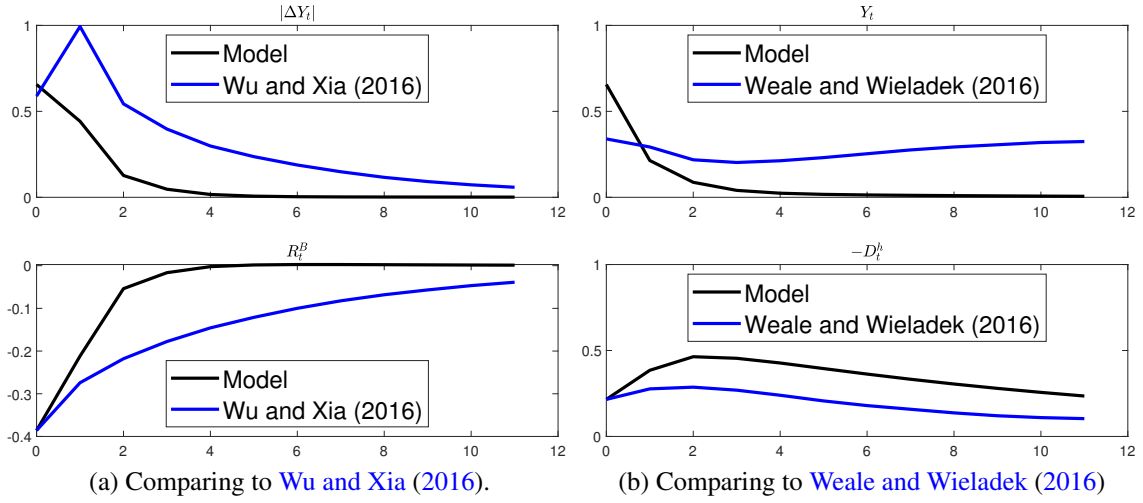 |ΔY_t|
1
0.5
0
0 2 4 6 8 10 12
Model
Wu and Xia (2016)
R_t^B
0
-0.1
-0.2
-0.3
-0.4
0 2 4 6 8 10 12
Model
Wu and Xia (2016)
(a) Comparing to Wu and Xia (2016).
Y_t
1
0.5
0
0 2 4 6 8 10 12
Model
Weale and Wieladek (2016)
-D_t^h
1
0.5
0
0 2 4 6 8 10 12
Model
Weale and Wieladek (2016)
(b) Comparing to Weale and Wieladek (2016)